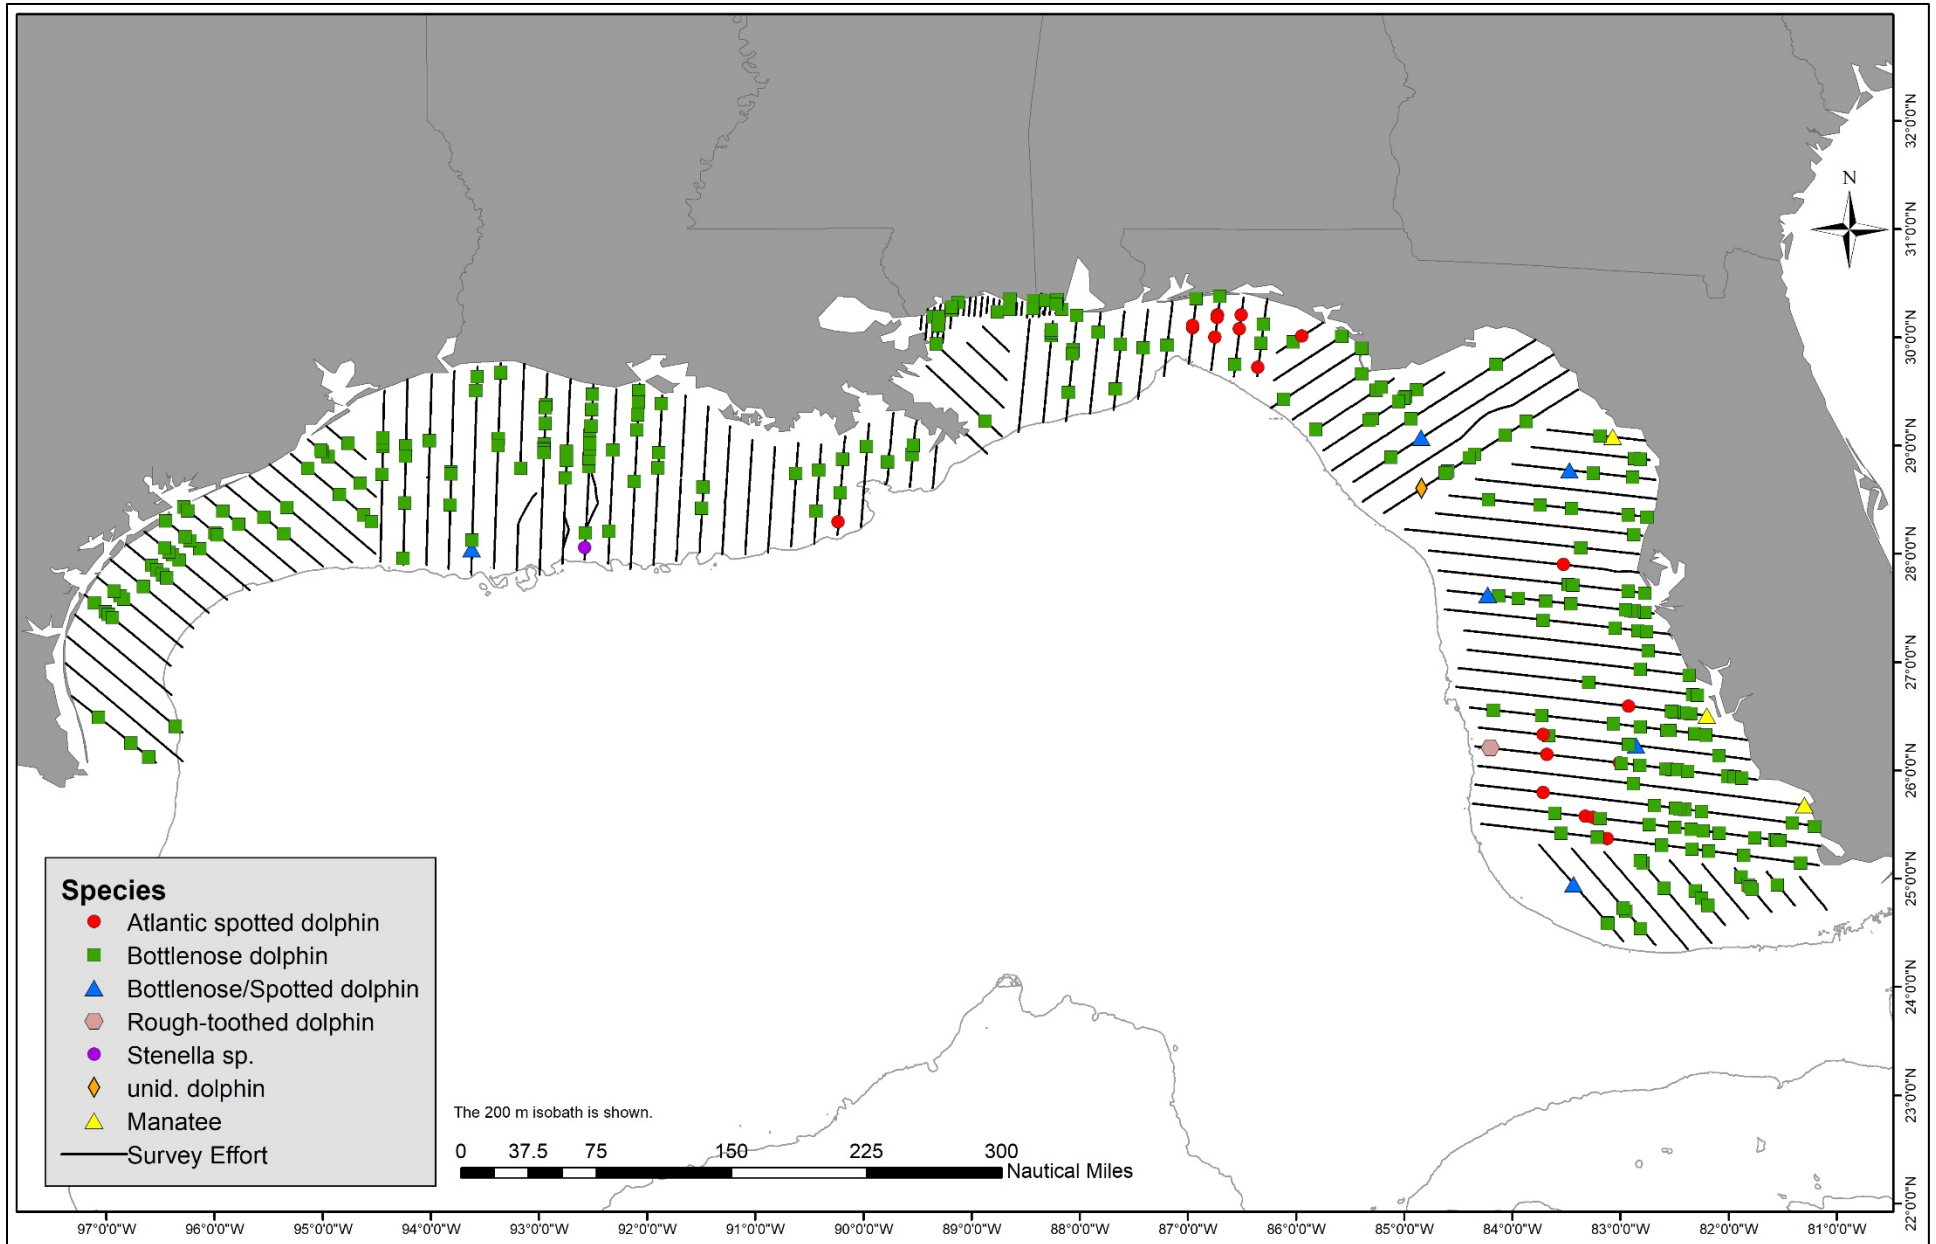 N
32°0'0"N
31°0'0"N
30°0'0"N
29°0'0"N
28°0'0"N
27°0'0"N
26°0'0"N
25°0'0"N
24°0'0"N
23°0'0"N
22°0'0"N
Species
Atlantic spotted dolphin
Bottlenose dolphin
Bottlenose/Spotted dolphin
Rough-toothed dolphin
Stenella sp.
unid. dolphin
Manatee
Survey Effort
The 200 m isobath is shown.
0 37.5 75 150 225 300
Nautical Miles
97°0'0"W 96°0'0"W 95°0'0"W 94°0'0"W 93°0'0"W 92°0'0"W 91°0'0"W 90°0'0"W 89°0'0"W 88°0'0"W 87°0'0"W 86°0'0"W 85°0'0"W 84°0'0"W 83°0'0"W 82°0'0"W 81°0'0"W